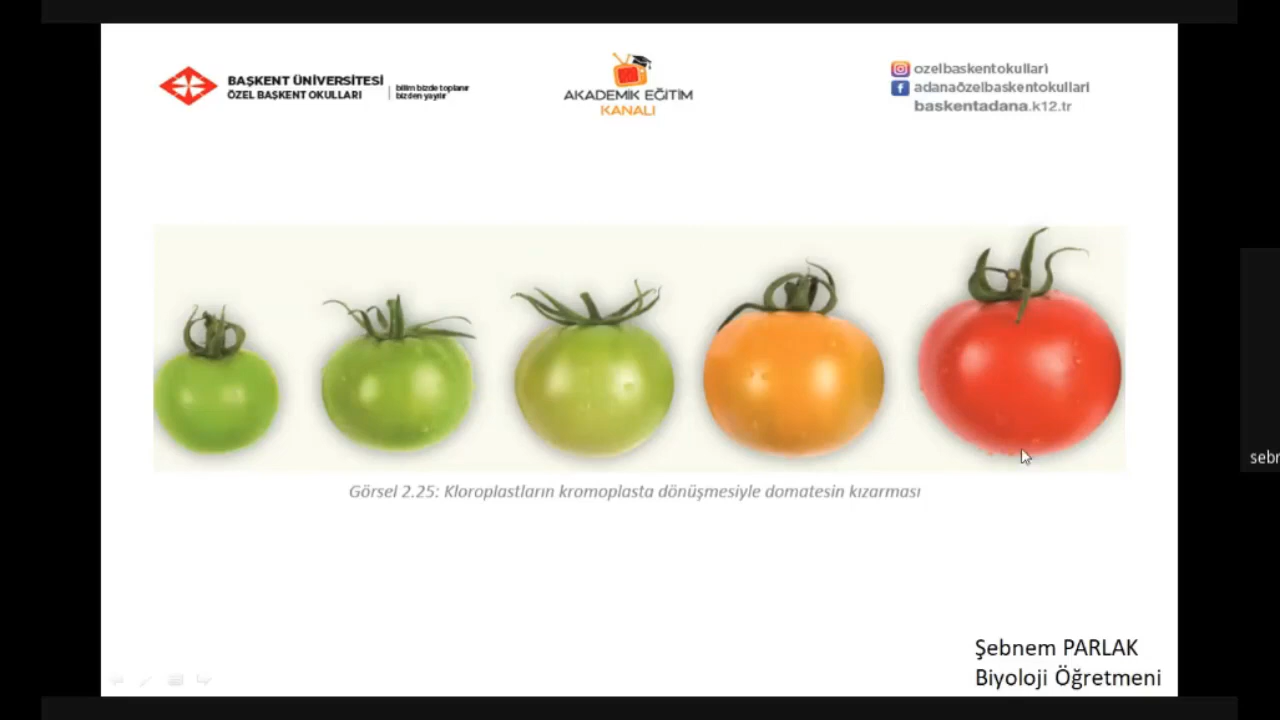 BAŞKENT ÜNİVERSİTESİ
ÖZEL BAŞKENT OKULLARI
bilim bizde toplanır
bizden yayılır
AKADEMİK EĞİTİM
KANALI
ozelbaskentokullari
adanaözelbaskentokullari
baskentadana.k12.tr
Görsel 2.25: Kloroplastların kromoplasta dönüşmesiyle domatesin kızarması
sebn
Şebnem PARLAK
Biyoloji Öğretmeni